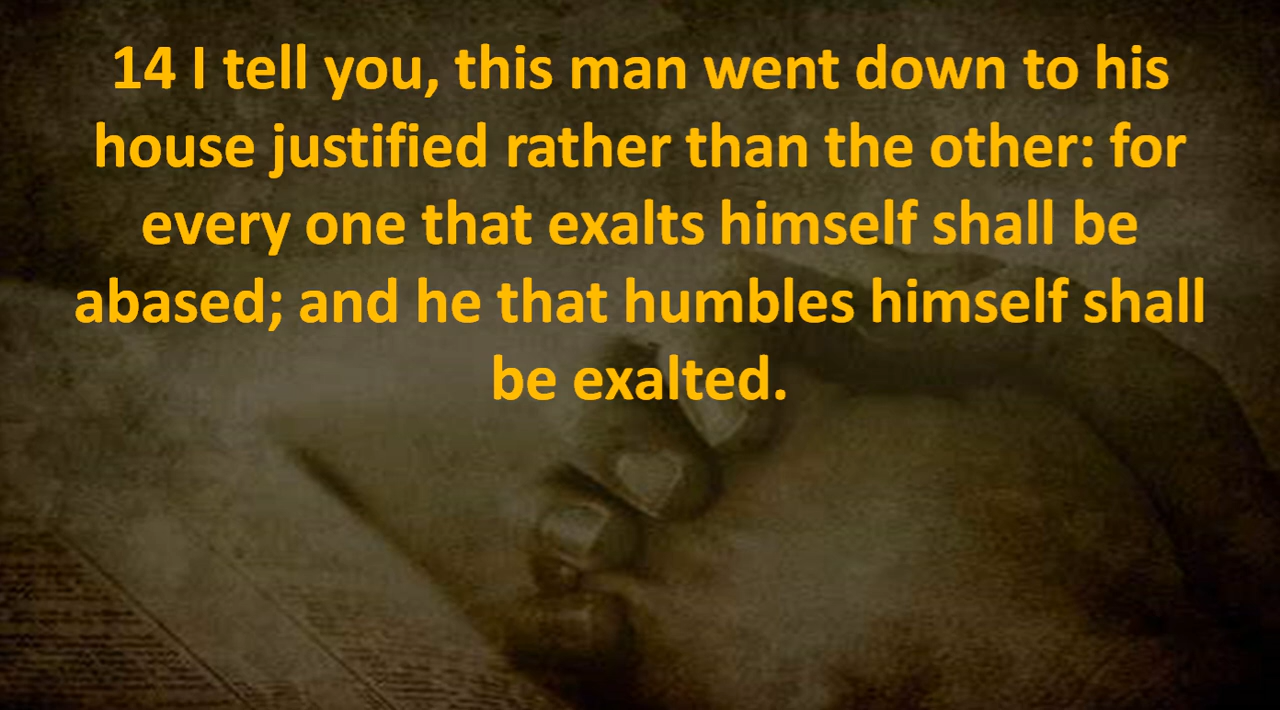 14 I tell you, this man went down to his
house justified rather than the other: for
every one that exalts himself shall be
abased; and he that humbles himself shall
be exalted.